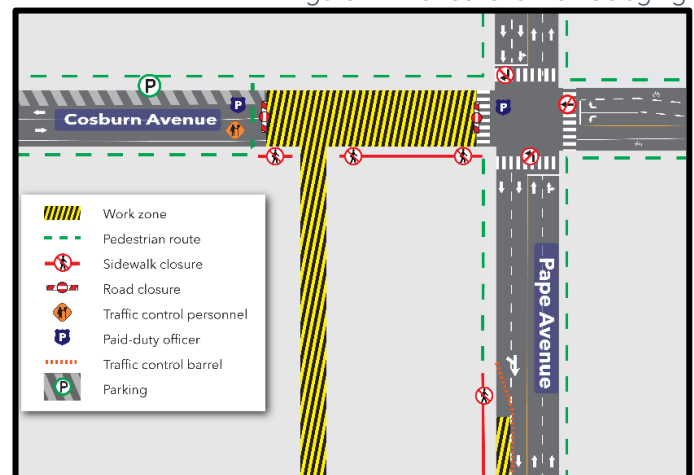 P
P
P
Cosburn Avenue
Pape Avenue
Work zone
Pedestrian route
Sidewalk closure
Road closure
Traffic control personnel
P
Paid-duty officer
Traffic control barrel
P
Parking